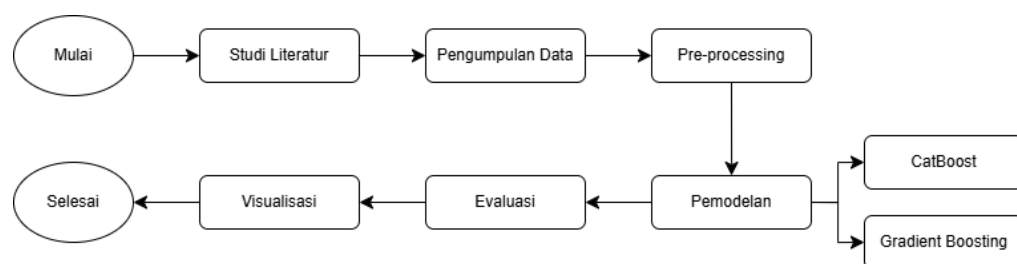 Mulai
Studi Literatur
Pengumpulan Data
Pre-processing
CatBoost
Selesai
Visualisasi
Evaluasi
Pemodelan
Gradient Boosting